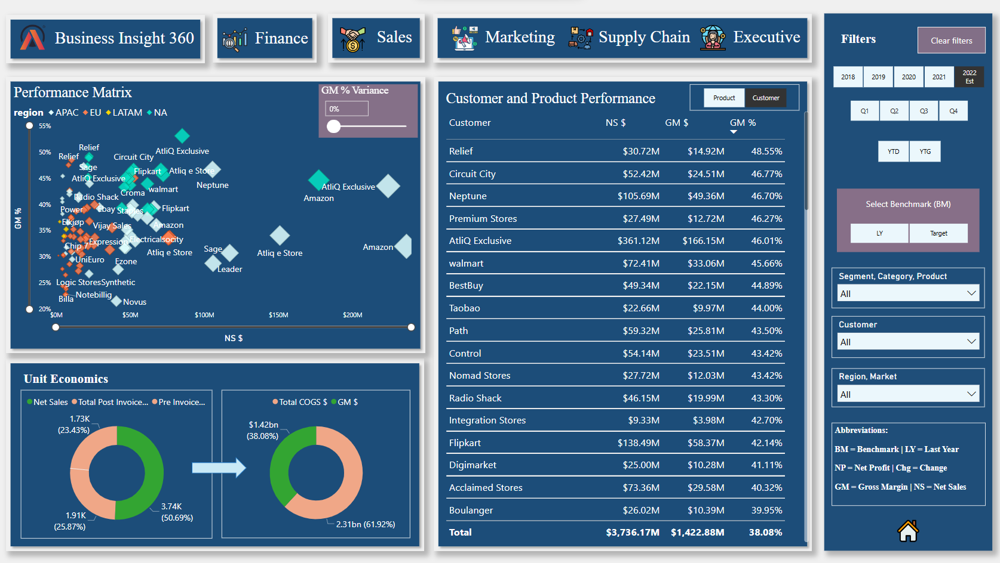 Business Insight 360
Finance
Sales
Marketing
Supply Chain
Executive
Filters
Clear filters
2018
2019
2020
2021
2022
Est
Q1
Q2
Q3
Q4
YTD
YTG
Select Benchmark (BM)
LY
Target
Segment, Category, Product
All
Customer
All
Region, Market
All
Abbreviations:
BM = Benchmark | LY = Last Year
NP = Net Profit | Chg = Change
GM = Gross Margin | NS = Net Sales
Performance Matrix
GM % Variance
0%
region APAC EU LATAM NA
GM %
55%
50%
45%
40%
35%
30%
25%
20%
Relief
AtliQ Exclusive
Relief
Circuit City
Sage
Flipkart
Atliq e Store
AtliQ Exclusive
Neptune
AtliQ Exclusive
Croma
walmart
Radio Shack
Amazon
Power
Ebay
Staples
Flipkart
Elkjøp
Vijay Sales
Amazon
Chip 7
Expression
Electricalsocity
Sage
Amazon
Atliq e Store
Atliq e Store
UniEuro
Ezone
Leader
Logic Stores
Synthetic
Billa
Notebillig
Novus
$0M
$50M
$100M
$150M
$200M
NS $
Unit Economics
Net Sales Total Post Invoice... Pre Invoice...
1.73K
(23.43%)
1.91K
(25.87%)
3.74K
(50.69%)
Total COGS $ GM $
$1.42bn
(38.08%)
2.31bn (61.92%)
Customer and Product Performance
Product
Customer
Customer NS $ GM $ GM %
Relief $30.72M $14.92M 48.55%
Circuit City $52.42M $24.51M 46.77%
Neptune $105.69M $49.36M 46.70%
Premium Stores $27.49M $12.72M 46.27%
AtliQ Exclusive $361.12M $166.15M 46.01%
walmart $72.41M $33.06M 45.66%
BestBuy $49.34M $22.15M 44.89%
Taobao $22.66M $9.97M 44.00%
Path $59.32M $25.81M 43.50%
Control $54.14M $23.51M 43.42%
Nomad Stores $27.72M $12.03M 43.42%
Radio Shack $46.15M $19.99M 43.30%
Integration Stores $9.33M $3.98M 42.70%
Flipkart $138.49M $58.37M 42.14%
Digimarket $25.00M $10.28M 41.11%
Acclaimed Stores $73.36M $29.58M 40.32%
Boulanger $26.02M $10.39M 39.95%
Total $3,736.17M $1,422.88M 38.08%